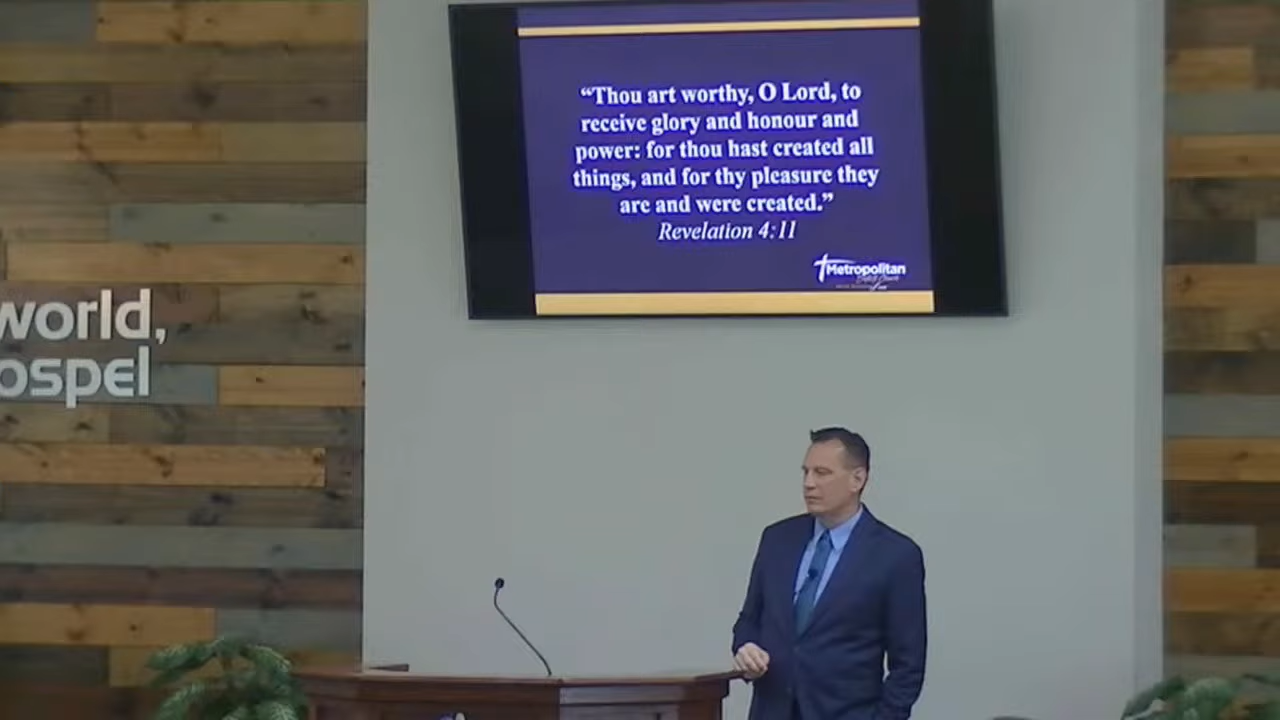 “Thou art worthy, O Lord, to
receive glory and honour and
power: for thou hast created all
things, and for thy pleasure they
are and were created.”
Revelation 4:11
Metropolitan
world,
ospel